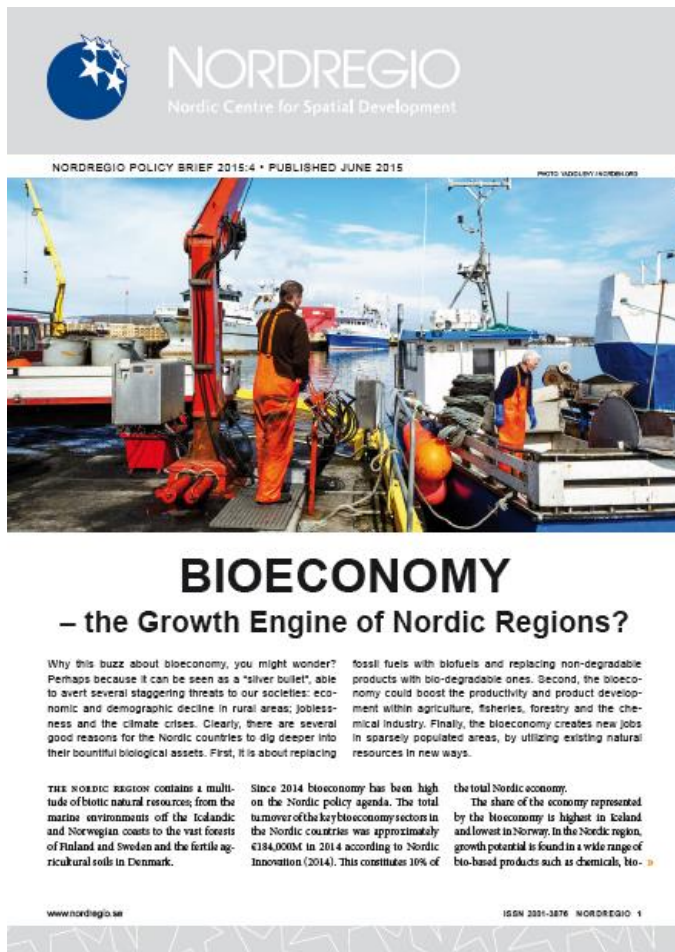 NORDREGIO
Nordic Centre for Spatial Development
NORDREGIO POLICY BRIEF 2015:4 • PUBLISHED JUNE 2015
BIOECONOMY
– the Growth Engine of Nordic Regions?
Why this buzz about bioeconomy, you might wonder?
Perhaps because it can be seen as a "silver bullet", able
to avert several staggering threats to our societies: eco-
nomic and demographic decline in rural areas; jobless-
ness and the climate crises. Clearly, there are several
good reasons for the Nordic countries to dig deeper into
their bountiful biological assets. First, it is about replacing
fossil fuels with biofuels and replacing non-degradable
products with bio-degradable ones. Second, the bioeco-
nomy could boost the productivity and product develop-
ment within agriculture, fisheries, forestry and the che-
mical industry. Finally, the bioeconomy creates new jobs
in sparsely populated areas, by utilizing existing natural
resources in new ways.
THE NORDIC REGION contains a multi-
tude of biotic natural resources; from the
marine environments off the Icelandic
and Norwegian coasts to the vast forests
of Finland and Sweden and the fertile ag-
ricultural soils in Denmark.
Since 2014 bioeconomy has been high
on the Nordic policy agenda. The total
turnover of the key bioeconomy sectors in
the Nordic countries was approximately
€184,000M in 2014 according to Nordic
Innovation (2014). This constitutes 10% of
the total Nordic economy.
The share of the economy represented
by the bioeconomy is highest in Iceland
and lowest in Norway. In the Nordic region,
growth potential is found in a wide range of
bio-based products such as chemicals, bio- »
www.nordregio.se
ISSN 2001-3876 NORDREGIO 1